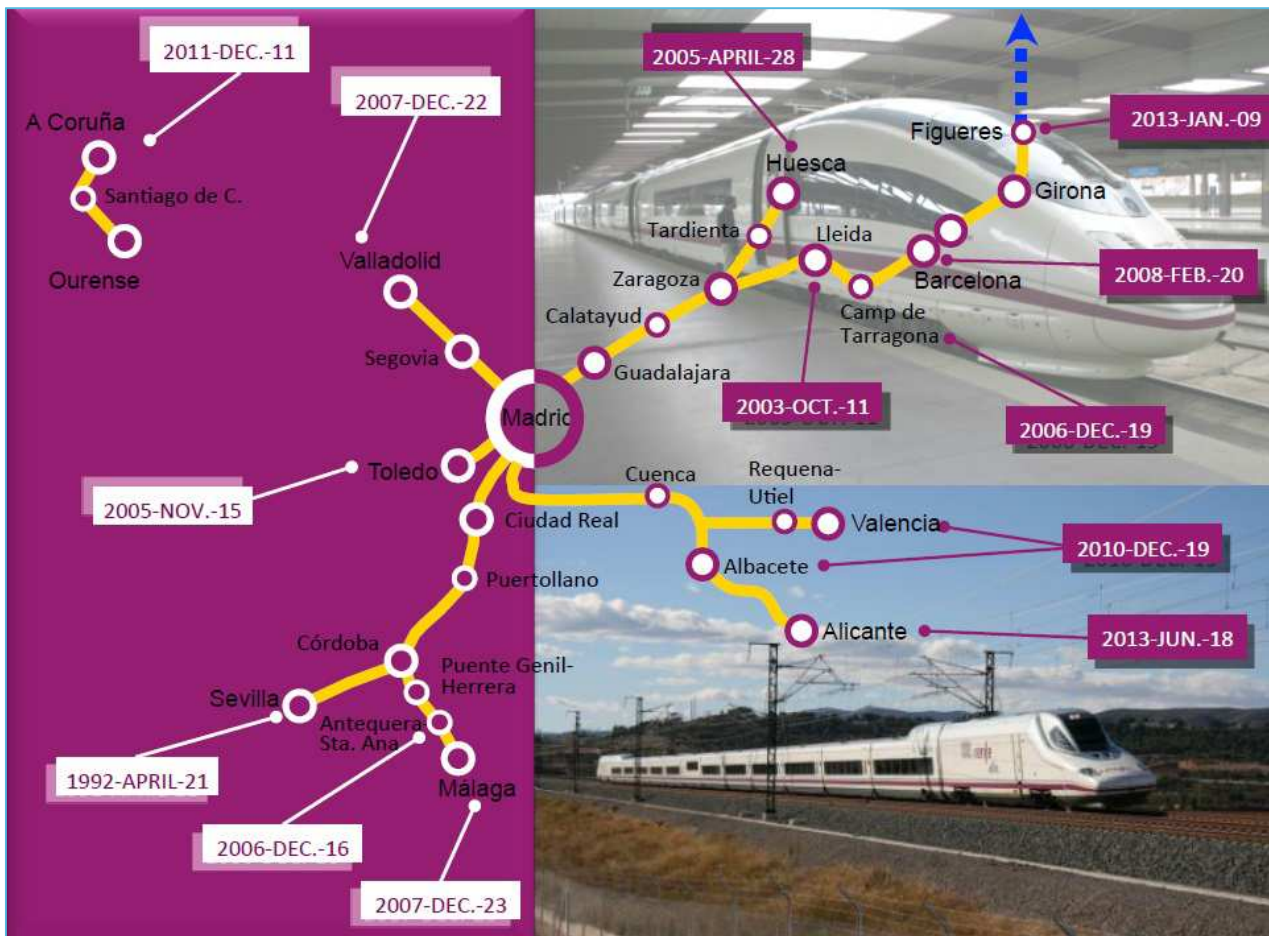 2011-DEC.-11
2007-DEC.-22
A Coruña
Santiago de C.
Ourense
Valladolid
Segovia
Madrid
Toledo
2005-NOV.-15
Ciudad Real
Puertollano
Córdoba
Puente Genil-
Herrera
Sevilla
Antequera
Sta. Ana
Málaga
1992-APRIL-21
2006-DEC.-16
2007-DEC.-23
2005-APRIL-28
2013-JAN.-09
Figueres
Huesca
Girona
Tardienta
Lleida
Zaragoza
Barcelona
2008-FEB.-20
Calatayud
Camp de
Tarragona
Guadalajara
2003-OCT.-11
2006-DEC.-19
Cuenca
Requena-
Utiel
Valencia
2010-DEC.-19
Albacete
Alicante
2013-JUN.-18
renfe